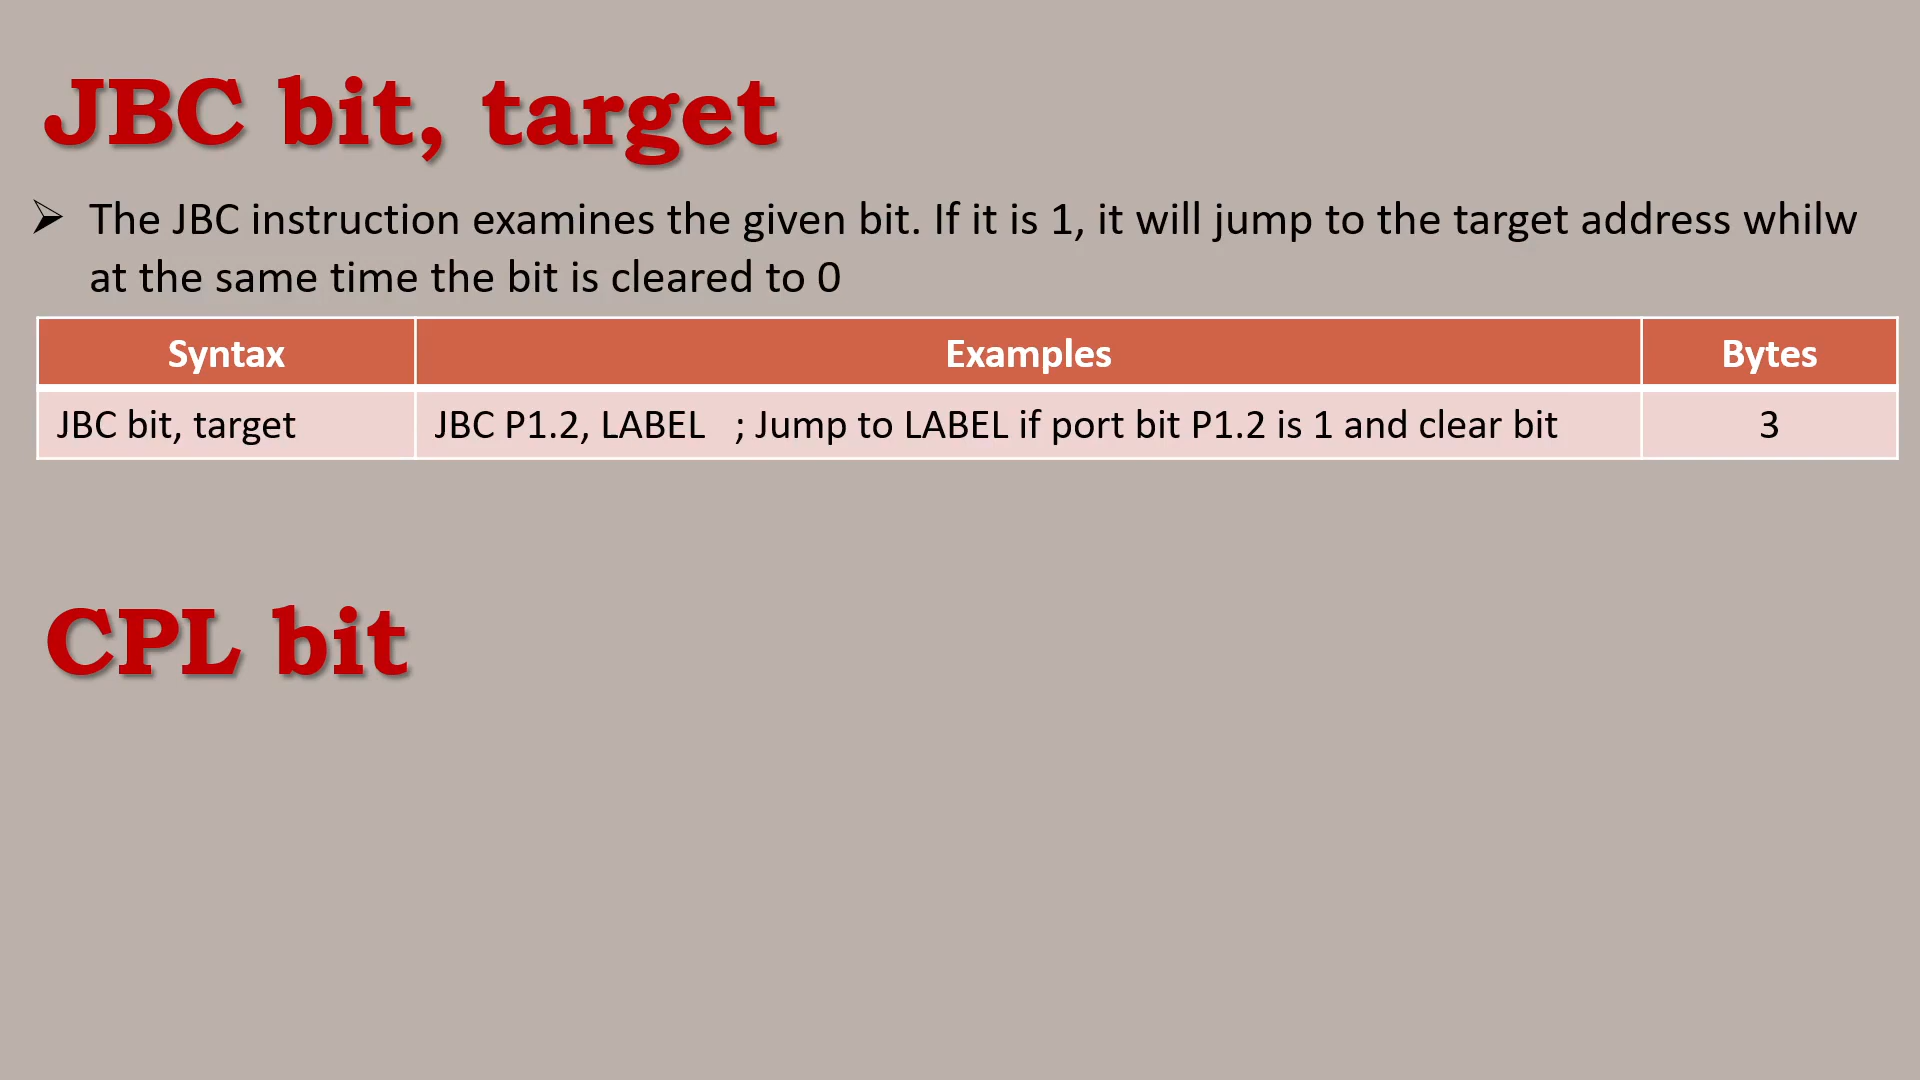 JBC bit, target
➢ The JBC instruction examines the given bit. If it is 1, it will jump to the target address whilw
at the same time the bit is cleared to 0
Syntax Examples Bytes
JBC bit, target JBC P1.2, LABEL ; Jump to LABEL if port bit P1.2 is 1 and clear bit 3
CPL bit